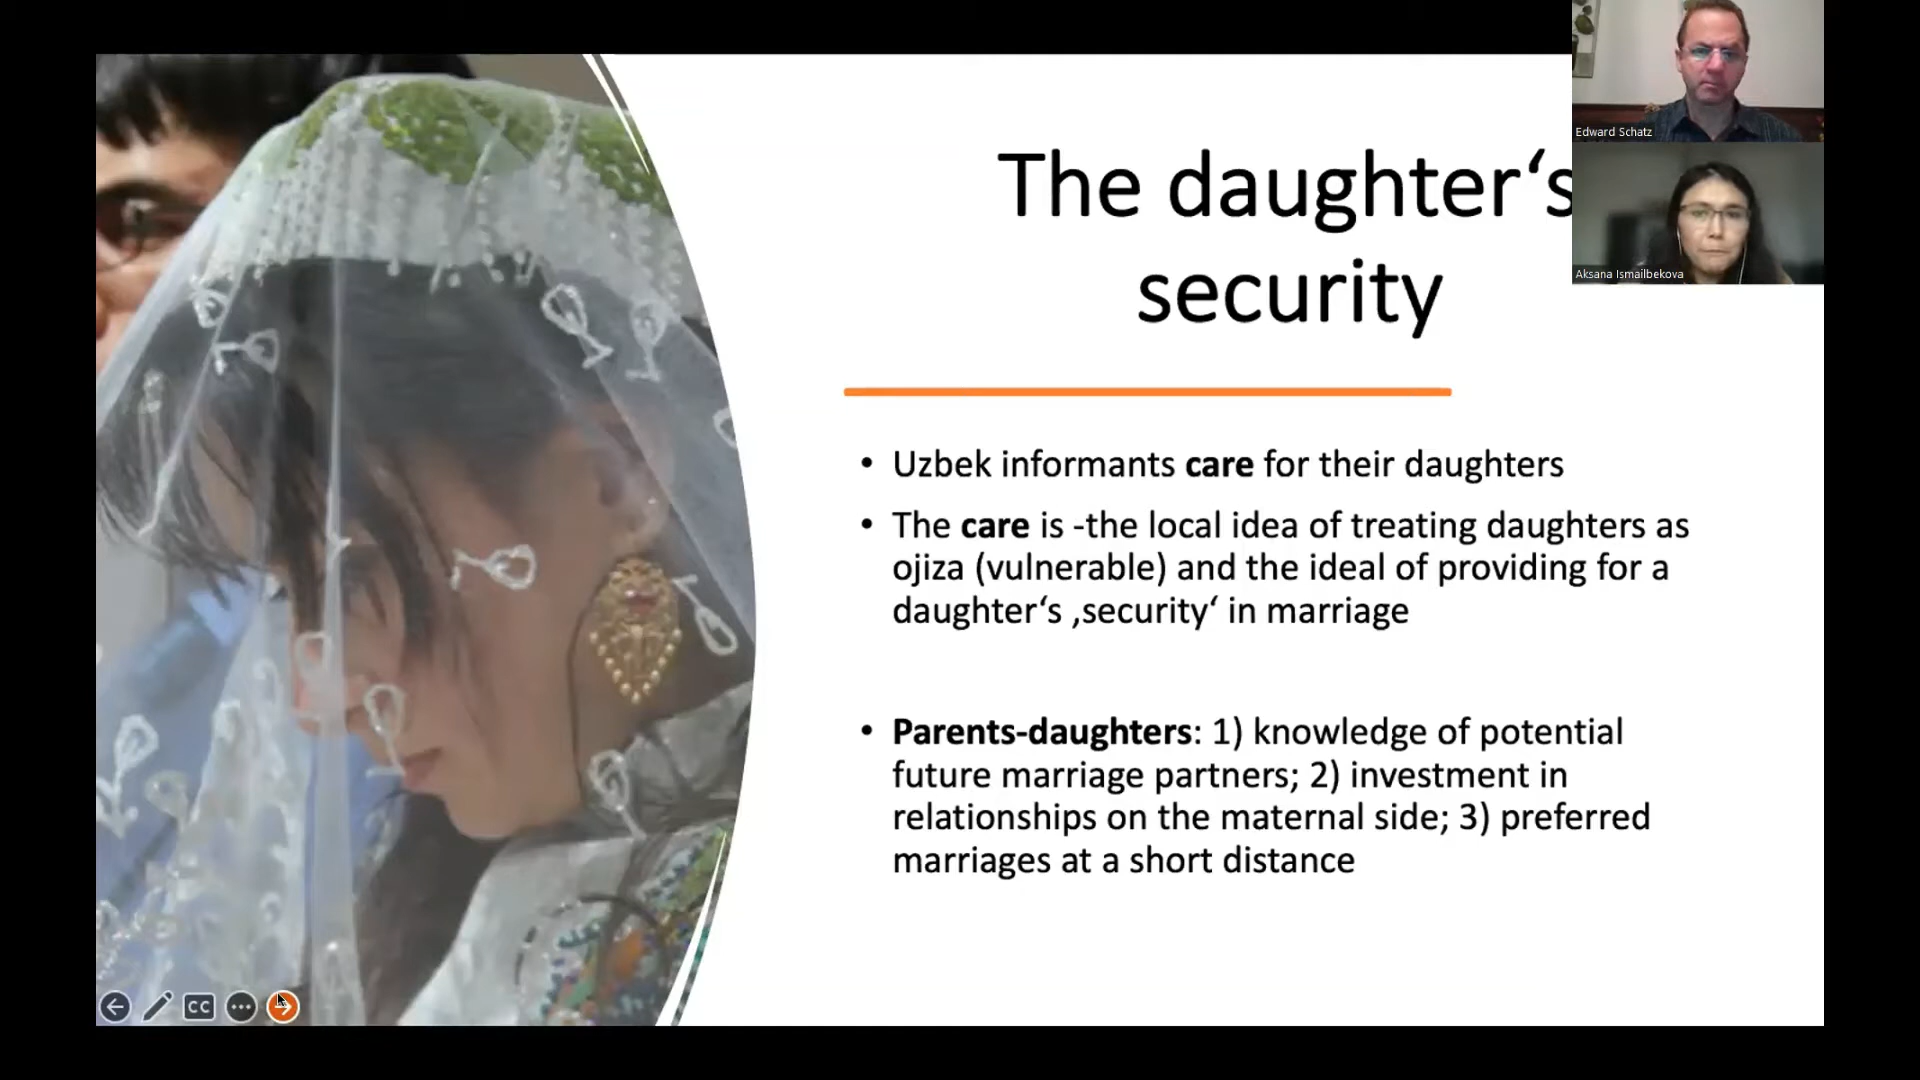 The daughter‘s
security
• Uzbek informants care for their daughters
• The care is -the local idea of treating daughters as
ojiza (vulnerable) and the ideal of providing for a
daughter‘s ‚security‘ in marriage
• Parents-daughters: 1) knowledge of potential
future marriage partners; 2) investment in
relationships on the maternal side; 3) preferred
marriages at a short distance
Edward Schatz
Aksana Ismailbekova
CC